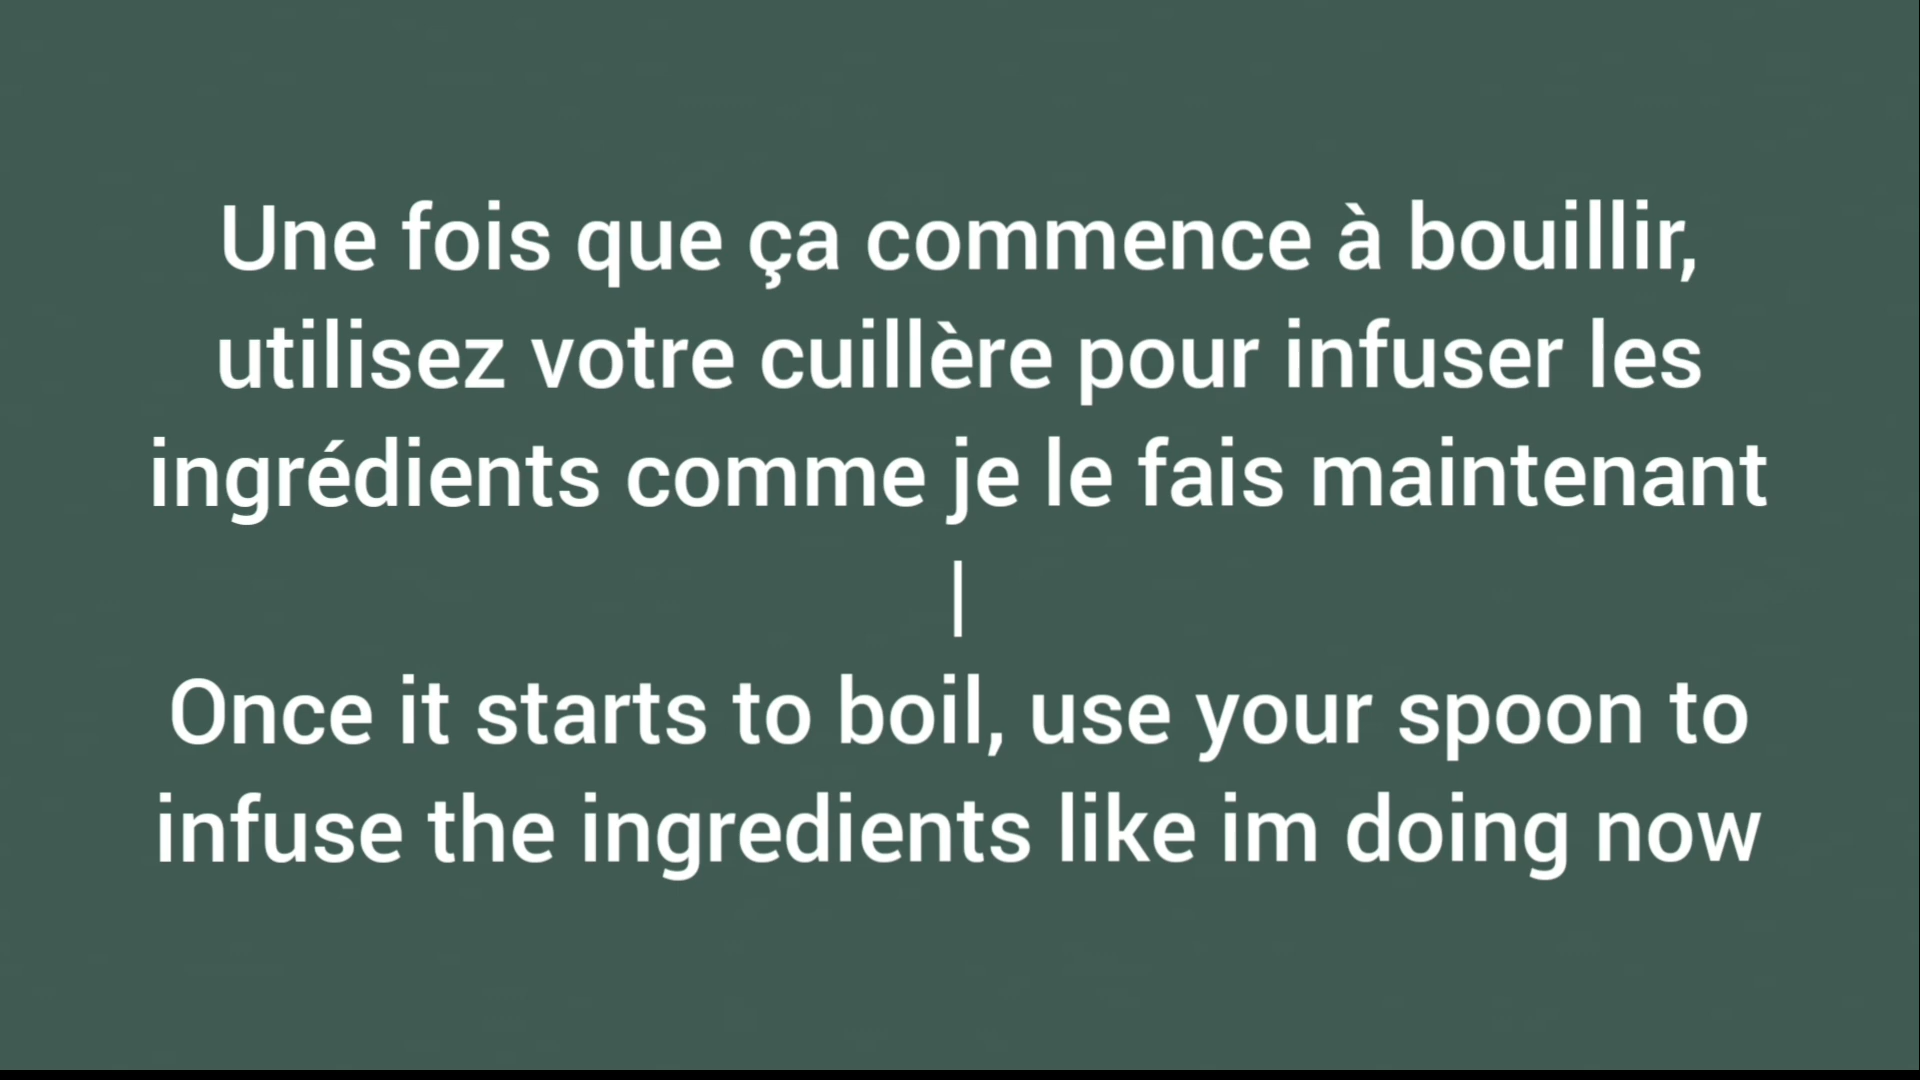 Une fois que ça commence à bouillir,
utilisez votre cuillère pour infuser les
ingrédients comme je le fais maintenant
|
Once it starts to boil, use your spoon to
infuse the ingredients like im doing now